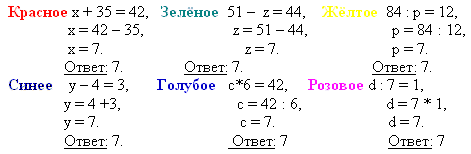 Красное x + 35 = 42, Зелёное 51 – z = 44, Жёлтое 84 : p = 12,
x = 42 – 35, z = 51 – 44, p = 84 : 12,
x = 7. z = 7. p = 7.
Ответ: 7. Ответ: 7. Ответ: 7.
Синее y – 4 = 3, Голубое c*6 = 42, Розовое d : 7 = 1,
y = 4 +3, c = 42 : 6, d = 7 * 1,
y = 7. c = 7. d = 7.
Ответ: 7. Ответ: 7 Ответ: 7